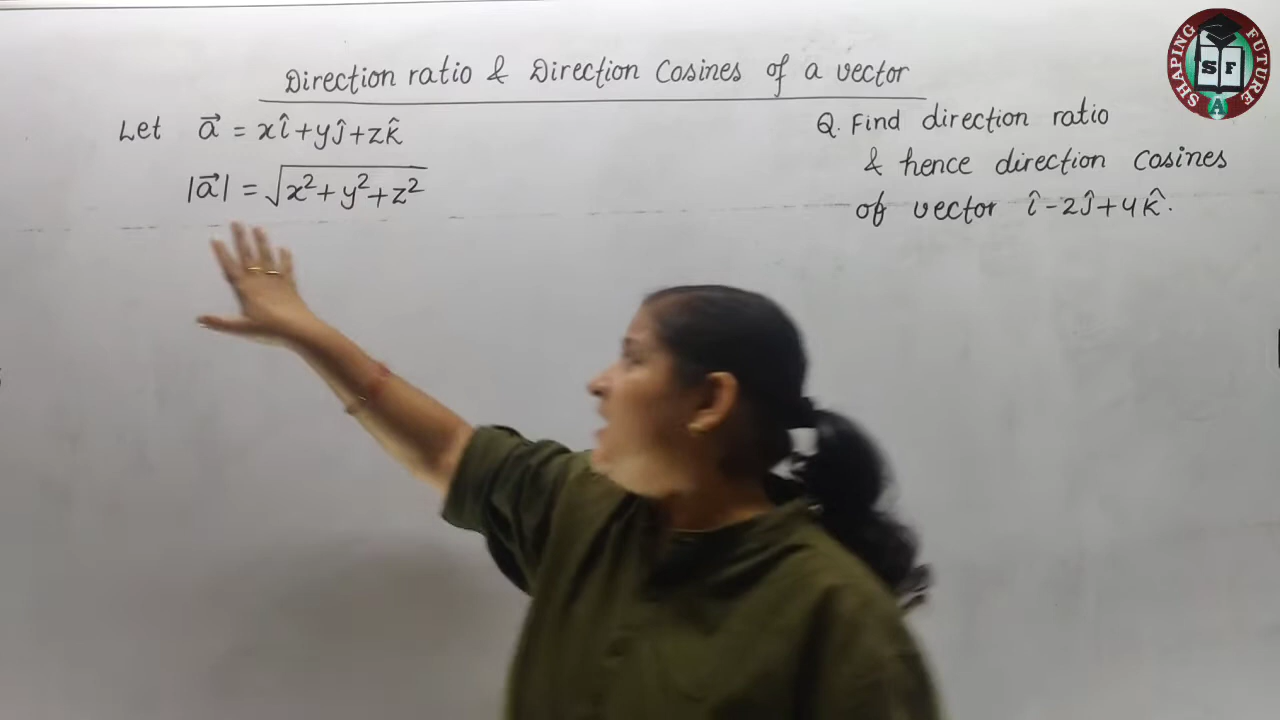 Direction ratio & Direction Cosines of a vector
Let a⃗ = xî+yĵ+zk̂
|a⃗| = √x²+y²+z²
Q. Find direction ratio
& hence direction cosines
of vector î-2ĵ+4k̂.
SHAPING FUTURE
S F
A